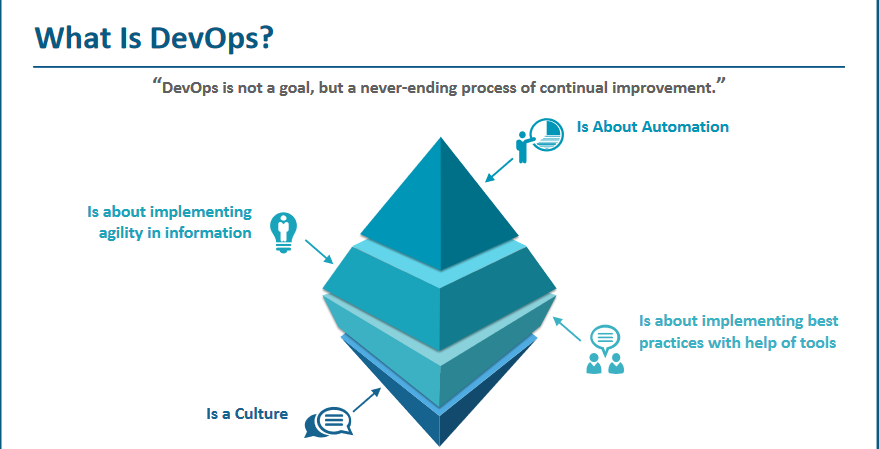 What Is DevOps?
“DevOps is not a goal, but a never-ending process of continual improvement.”
Is About Automation
Is about implementing
agility in information
Is about implementing best
practices with help of tools
Is a Culture